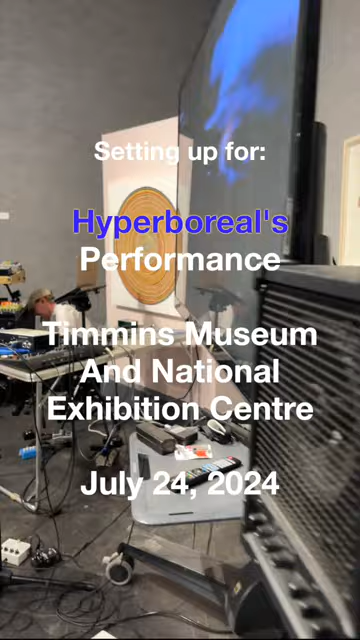 Setting up for:
Hyperboreal's
Performance
Timmins Museum
And National
Exhibition Centre
July 24, 2024